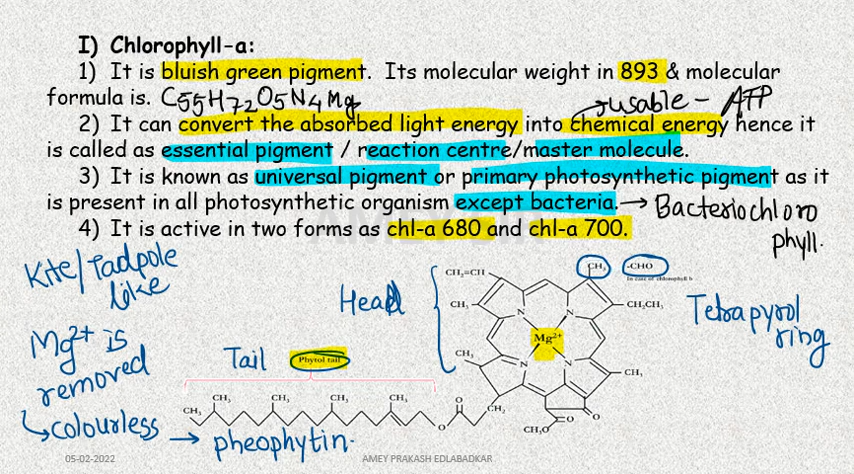 I) Chlorophyll-a:
1) It is bluish green pigment. Its molecular weight in 893 & molecular
formula is. C55H72O5N4Mg
usable - ATP
2) It can convert the absorbed light energy into chemical energy hence it
is called as essential pigment / reaction centre/master molecule.
3) It is known as universal pigment or primary photosynthetic pigment as it
is present in all photosynthetic organism except bacteria. → Bacteriochloro
phyll.
4) It is active in two forms as chl-a 680 and chl-a 700.
Kite/Tadpole
like
Mg2+ is
removed
↳colourless → pheophytin.
Head
Tail
Phytol tail
Tetrapyrol
ring
CH2=CH
CH3
-CHO
In case of chlorophyll b
CH3
CH2CH3
N
N
Mg2+
N
N
CH3
CH3
CH3
CH3
CH3
CH3
CH2
O
O
O
O
CH3O
05-02-2022
AMEY PRAKASH EDLABADKAR